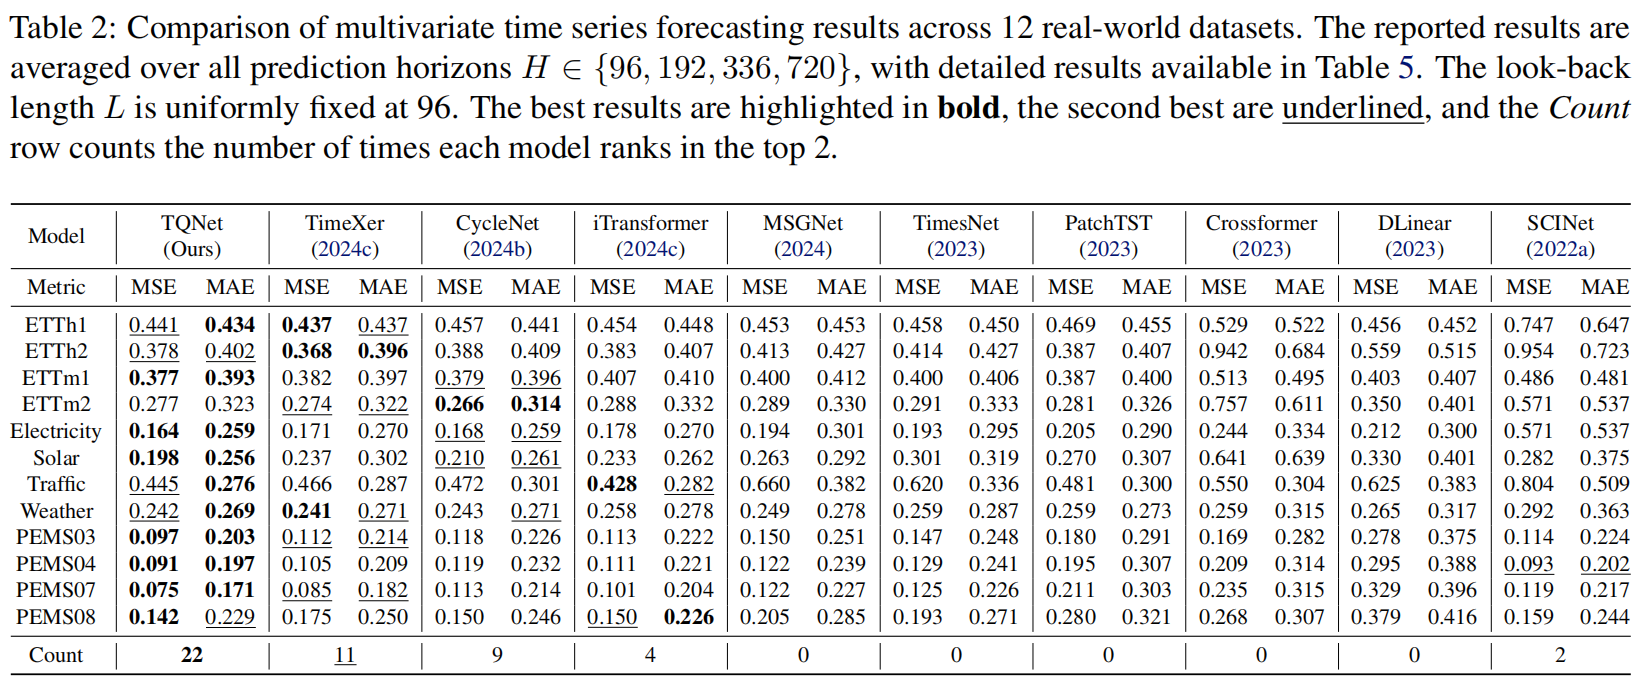 Table 2: Comparison of multivariate time series forecasting results across 12 real-world datasets. The reported results are
averaged over all prediction horizons H ∈ {96, 192, 336, 720}, with detailed results available in Table 5. The look-back
length L is uniformly fixed at 96. The best results are highlighted in bold, the second best are underlined, and the Count
row counts the number of times each model ranks in the top 2.
Model TQNet (Ours) TimeXer (2024c) CycleNet (2024b) iTransformer (2024c) MSGNet (2024) TimesNet (2023) PatchTST (2023) Crossformer (2023) DLinear (2023) SCINet (2022a)
Metric MSE MAE MSE MAE MSE MAE MSE MAE MSE MAE MSE MAE MSE MAE MSE MAE MSE MAE MSE MAE
ETTh1 0.441 0.434 0.437 0.437 0.457 0.441 0.454 0.448 0.453 0.453 0.458 0.450 0.469 0.455 0.529 0.522 0.456 0.452 0.747 0.647
ETTh2 0.378 0.402 0.368 0.396 0.388 0.409 0.383 0.407 0.413 0.427 0.414 0.427 0.387 0.407 0.942 0.684 0.559 0.515 0.954 0.723
ETTm1 0.377 0.393 0.382 0.397 0.379 0.396 0.407 0.410 0.400 0.412 0.400 0.406 0.387 0.400 0.513 0.495 0.403 0.407 0.486 0.481
ETTm2 0.277 0.323 0.274 0.322 0.266 0.314 0.288 0.332 0.289 0.330 0.291 0.333 0.281 0.326 0.757 0.611 0.350 0.401 0.571 0.537
Electricity 0.164 0.259 0.171 0.270 0.168 0.259 0.178 0.270 0.194 0.301 0.193 0.295 0.205 0.290 0.244 0.334 0.212 0.300 0.571 0.537
Solar 0.198 0.256 0.237 0.302 0.210 0.261 0.233 0.262 0.263 0.292 0.301 0.319 0.270 0.307 0.641 0.639 0.330 0.401 0.282 0.375
Traffic 0.445 0.276 0.466 0.287 0.472 0.301 0.428 0.282 0.660 0.382 0.620 0.336 0.481 0.300 0.550 0.304 0.625 0.383 0.804 0.509
Weather 0.242 0.269 0.241 0.271 0.243 0.271 0.258 0.278 0.249 0.278 0.259 0.287 0.259 0.273 0.259 0.315 0.265 0.317 0.292 0.363
PEMS03 0.097 0.203 0.112 0.214 0.118 0.226 0.113 0.222 0.150 0.251 0.147 0.248 0.180 0.291 0.169 0.282 0.278 0.375 0.114 0.224
PEMS04 0.091 0.197 0.105 0.209 0.119 0.232 0.111 0.221 0.122 0.239 0.129 0.241 0.195 0.307 0.209 0.314 0.295 0.388 0.093 0.202
PEMS07 0.075 0.171 0.085 0.182 0.113 0.214 0.101 0.204 0.122 0.227 0.125 0.226 0.211 0.303 0.235 0.315 0.329 0.396 0.119 0.217
PEMS08 0.142 0.229 0.175 0.250 0.150 0.246 0.150 0.226 0.205 0.285 0.193 0.271 0.280 0.321 0.268 0.307 0.379 0.416 0.159 0.244
Count 22 11 9 4 0 0 0 0 0 2